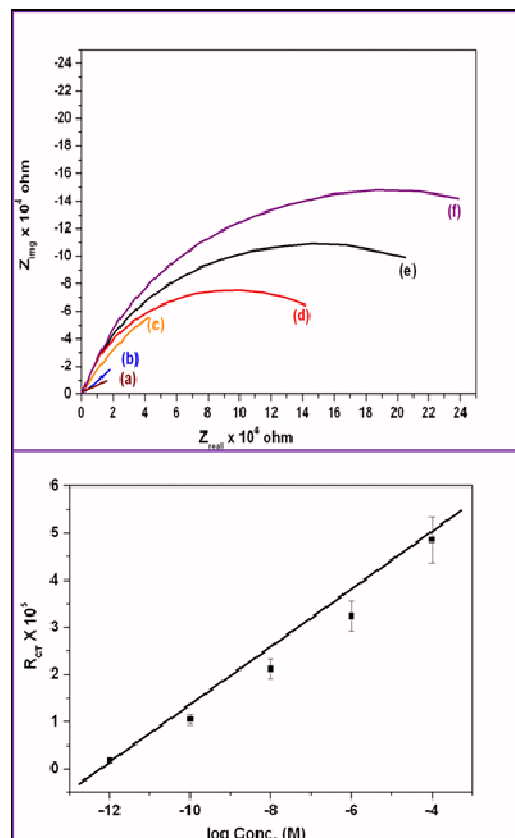 -24
-22
-20
-18
-16
-14
-12
-10
-8
-6
-4
-2
0
Z_img x 10^4 ohm
(f)
(e)
(d)
(c)
(b)
(a)
0 2 4 6 8 10 12 14 16 18 20 22 24
Z_real x 10^4 ohm
6
5
4
3
2
1
0
R_CT X 10^5
-12 -10 -8 -6 -4
log Conc. (M)